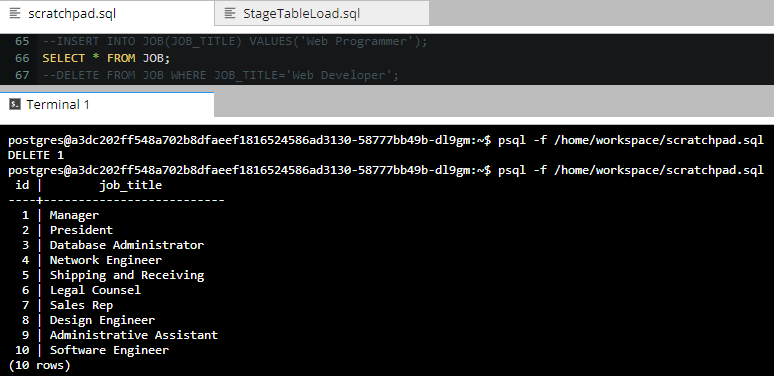 scratchpad.sql
StageTableLoad.sql
65 --INSERT INTO JOB(JOB_TITLE) VALUES('Web Programmer');
66 SELECT * FROM JOB;
67 --DELETE FROM JOB WHERE JOB_TITLE='Web Developer';
Terminal 1
postgres@a3dc202ff548a702b8dfaeef1816524586ad3130-58777bb49b-dl9gm:~$ psql -f /home/workspace/scratchpad.sql
DELETE 1
postgres@a3dc202ff548a702b8dfaeef1816524586ad3130-58777bb49b-dl9gm:~$ psql -f /home/workspace/scratchpad.sql
 id |        job_title
----+--------------------------
  1 | Manager
  2 | President
  3 | Database Administrator
  4 | Network Engineer
  5 | Shipping and Receiving
  6 | Legal Counsel
  7 | Sales Rep
  8 | Design Engineer
  9 | Administrative Assistant
 10 | Software Engineer
(10 rows)